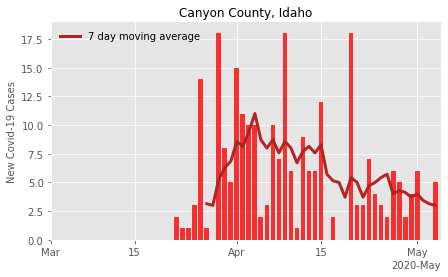 Canyon County, Idaho
7 day moving average
New Covid-19 Cases
17.5
15.0
12.5
10.0
7.5
5.0
2.5
0.0
Mar
15
Apr
15
May
2020-May